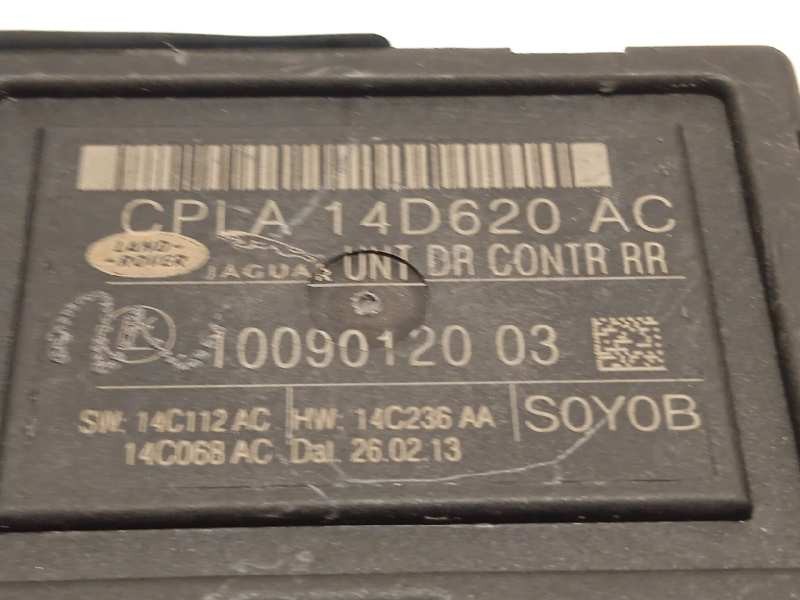 CPLA 14D620 AC
LAND-
ROVER
JAGUAR
UNT DR CONTR RR
10090120 03
SW: 14C112 AC
14C068 AC
HW: 14C236 AA
Dat. 26.02.13
S0Y0B